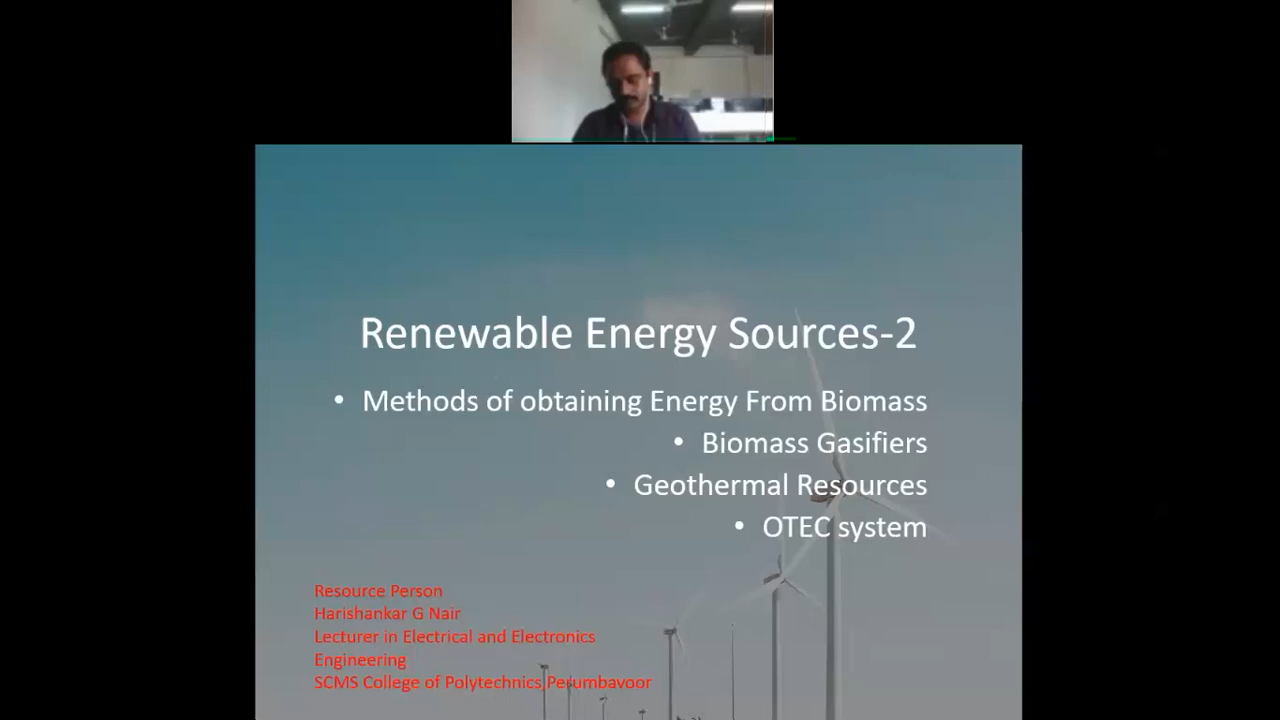 Renewable Energy Sources-2
• Methods of obtaining Energy From Biomass
• Biomass Gasifiers
• Geothermal Resources
• OTEC system
Resource Person
Harishankar G Nair
Lecturer in Electrical and Electronics
Engineering
SCMS College of Polytechnics,Perumbavoor